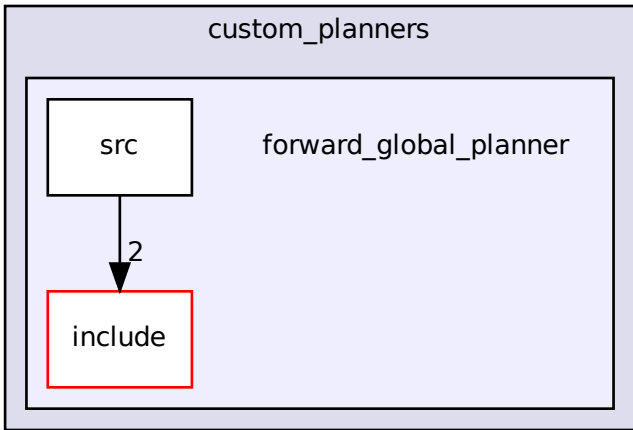 custom_planners
src
forward_global_planner
2
include